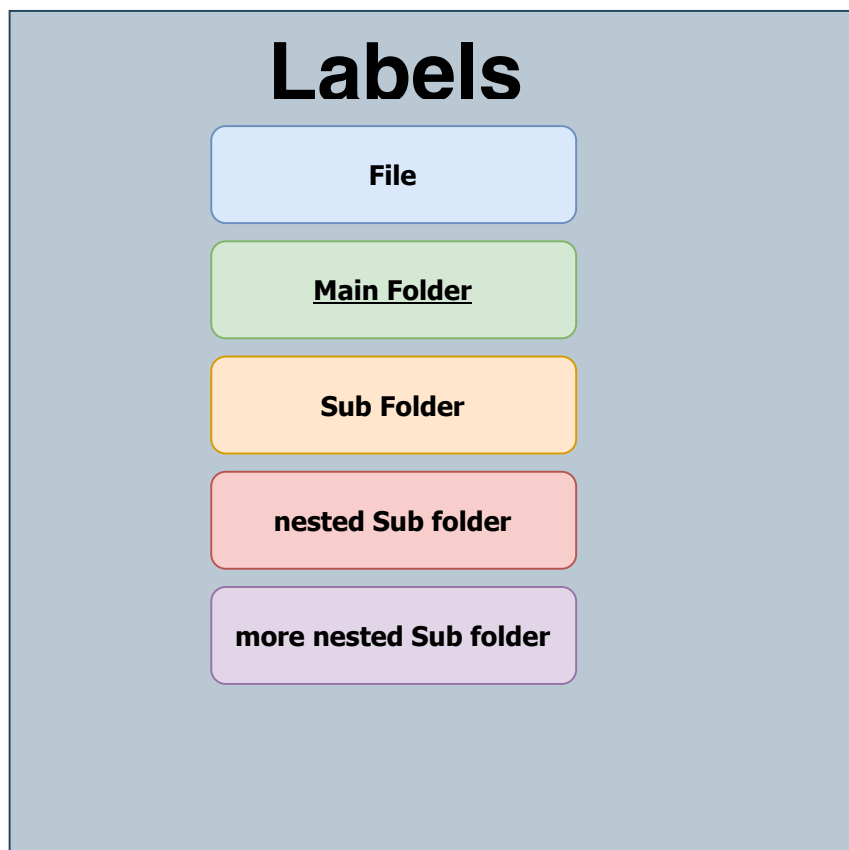 Labels
File
Main Folder
Sub Folder
nested Sub folder
more nested Sub folder